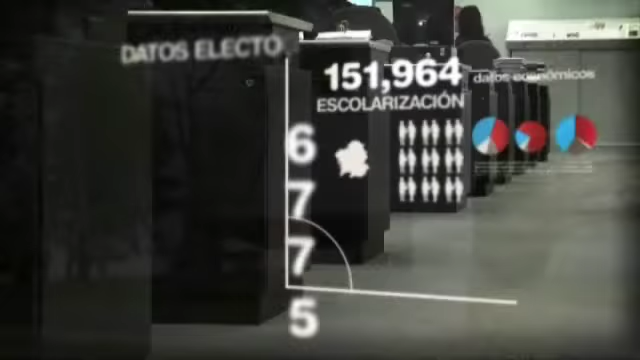 DATOS ELECTO
151,964
ESCOLARIZACIÓN
datos económicos
6
7
7
5